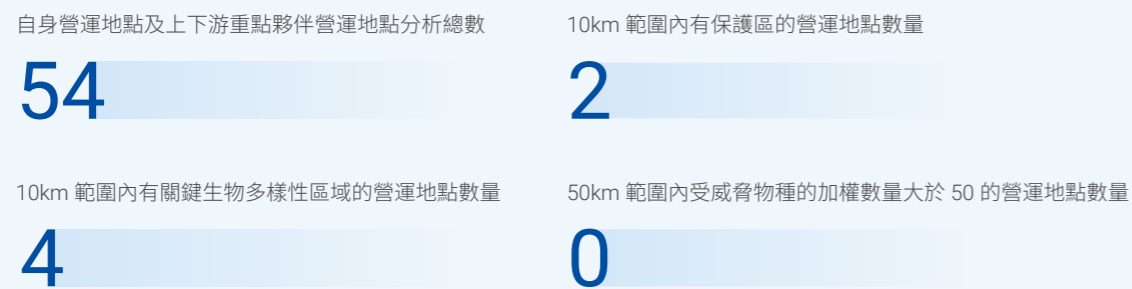 自身營運地點及上下游重點夥伴營運地點分析總數
54
10km 範圍內有保護區的營運地點數量
2
10km 範圍內有關鍵生物多樣性區域的營運地點數量
4
50km 範圍內受威脅物種的加權數量大於 50 的營運地點數量
0